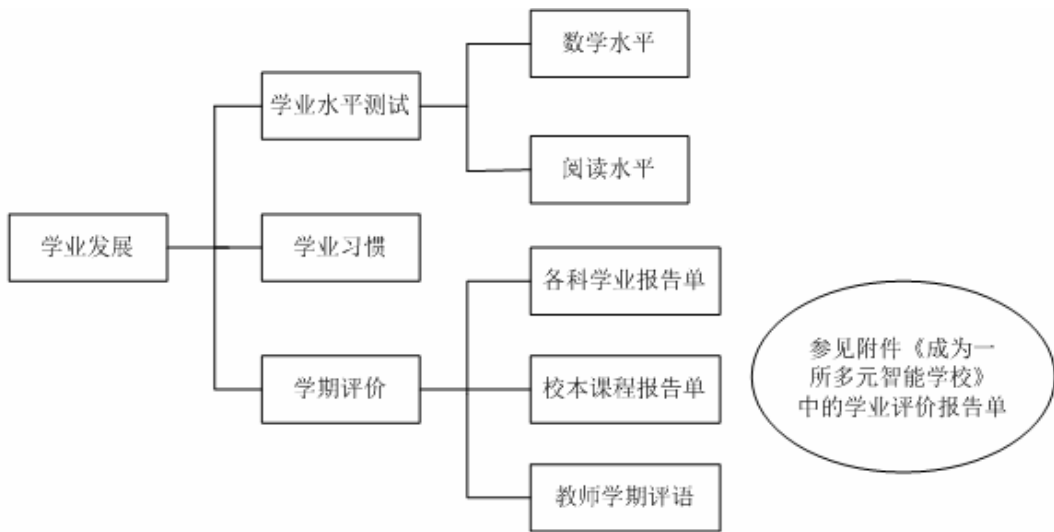 数学水平
学业水平测试
阅读水平
学业发展
学业习惯
各科学业报告单
学期评价
校本课程报告单
教师学期评语
参见附件《成为一
所多元智能学校》
中的学业评价报告单